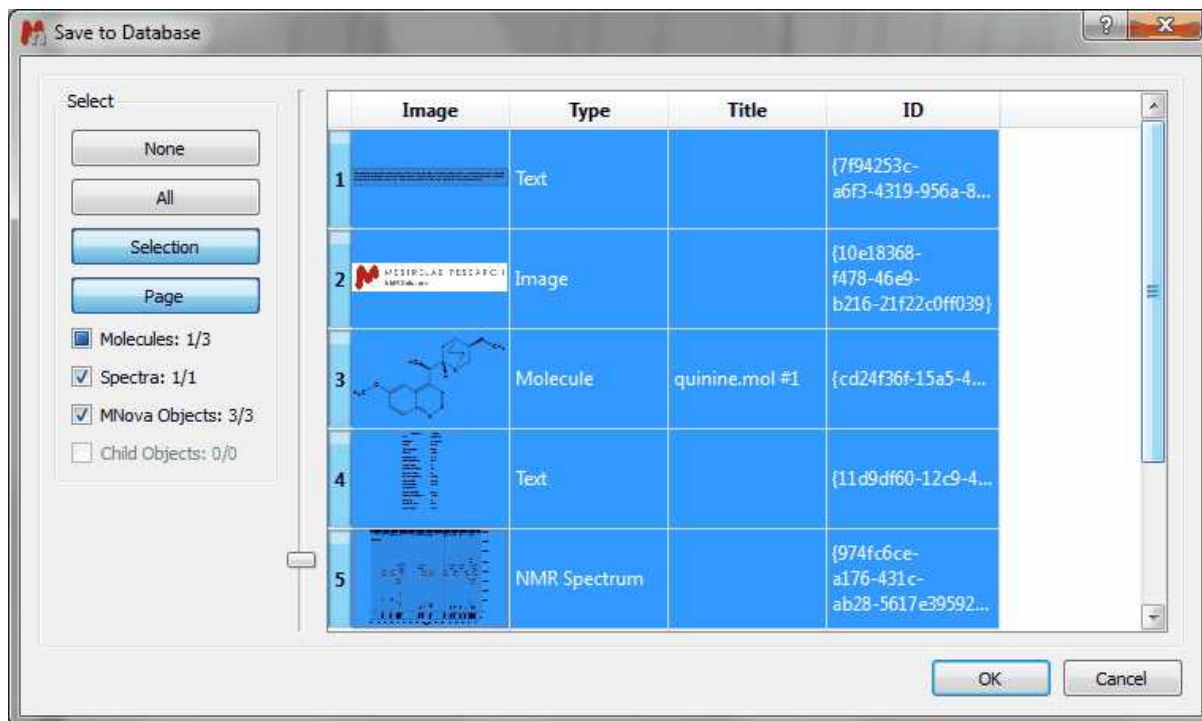 Save to Database
Select
None
All
Selection
Page
Molecules: 1/3
Spectra: 1/1
MNova Objects: 3/3
Child Objects: 0/0
Image Type Title ID
1 Text {7f94253c-
a6f3-4319-956a-8...
2 MESTRELAB RESEARCH Image {10e18368-
f478-46e9-
b216-21f22c0ff039}
3 Molecule quinine.mol #1 {cd24f36f-15a5-4...
4 Text {11d9df60-12c9-4...
5 NMR Spectrum {974fc6ce-
a176-431c-
ab28-5617e39592...
OK Cancel